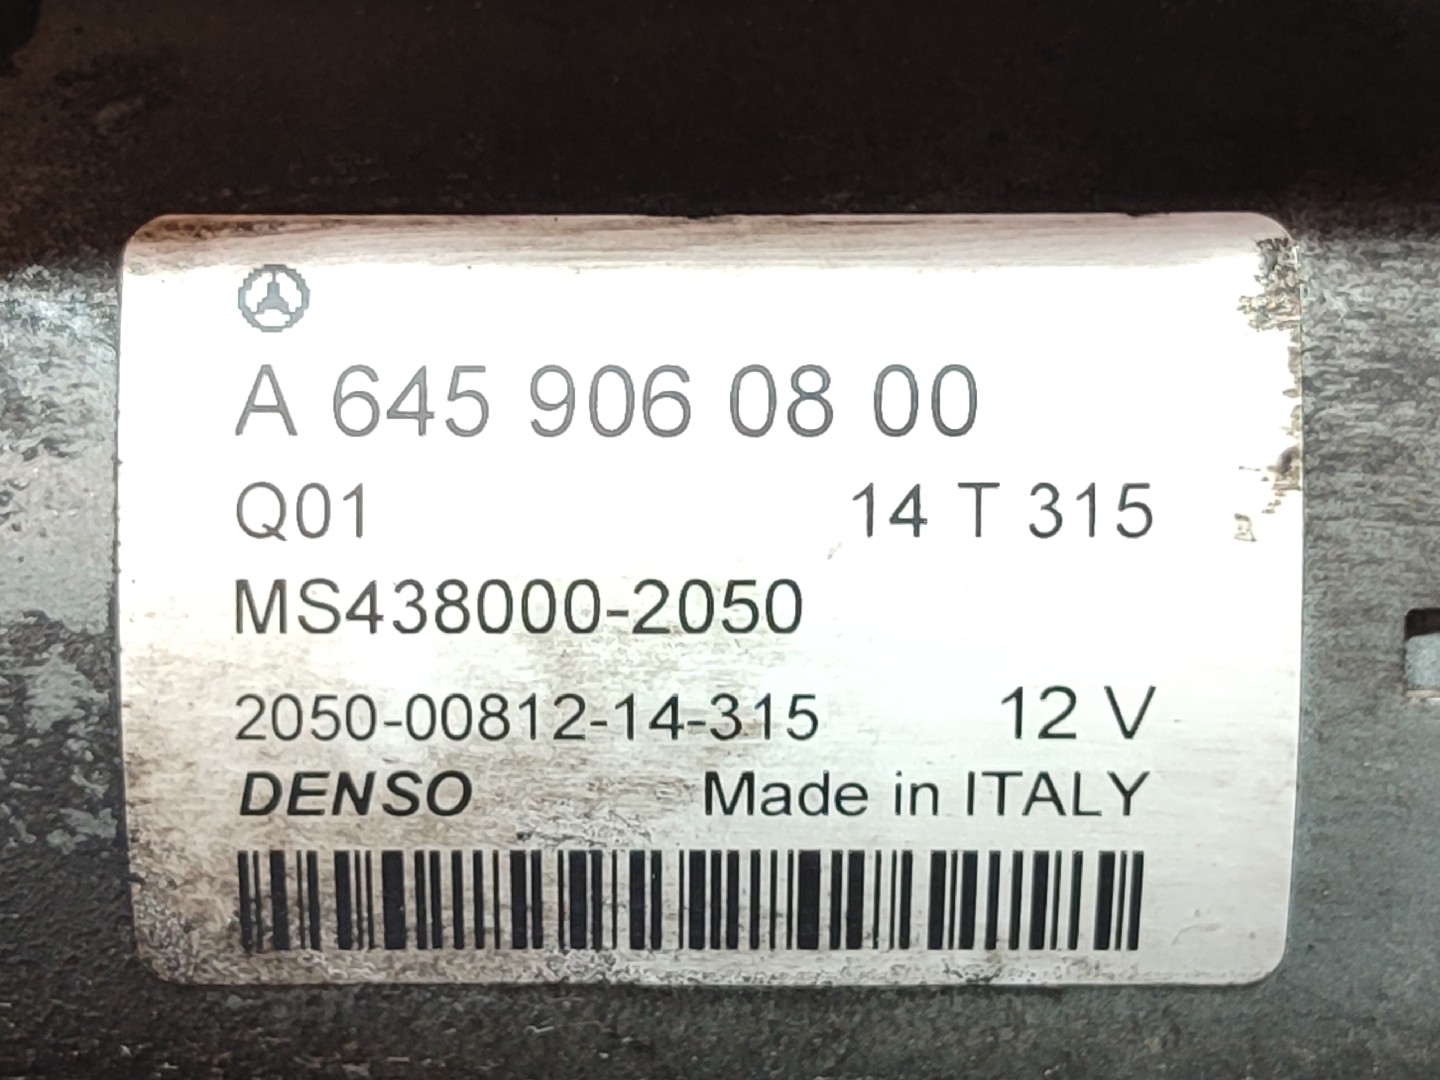 A 645 906 08 00
Q01 14 T 315
MS438000-2050
2050-00812-14-315 12 V
DENSO Made in ITALY